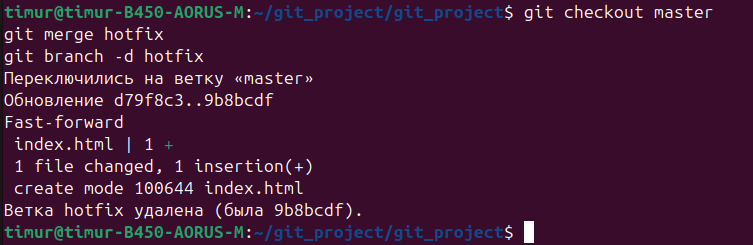 timur@timur-B450-AORUS-M:~/git_project/git_project$ git checkout master
git merge hotfix
git branch -d hotfix
Переключились на ветку «master»
Обновление d79f8c3..9b8bcdf
Fast-forward
 index.html | 1 +
 1 file changed, 1 insertion(+)
 create mode 100644 index.html
Ветка hotfix удалена (была 9b8bcdf).
timur@timur-B450-AORUS-M:~/git_project/git_project$